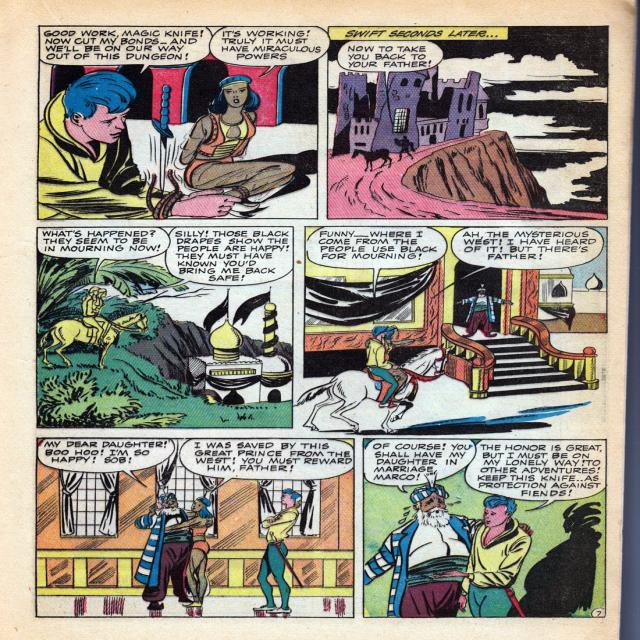 GOOD WORK, MAGIC KNIFE!
NOW CUT MY BONDS... AND
WE'LL BE ON OUR WAY
OUT OF THIS DUNGEON!
IT'S WORKING!
TRULY IT MUST
HAVE MIRACULOUS
POWERS
SWIFT SECONDS LATER...
NOW TO TAKE
YOU BACK TO
YOUR FATHER!
WHAT'S HAPPENED?
THEY SEEM TO BE
IN MOURNING NOW!
SILLY! THOSE BLACK
DRAPES SHOW THE
PEOPLE ARE HAPPY!
THEY MUST HAVE
KNOWN YOU'D
BRING ME BACK
SAFE!
FUNNY... WHERE I
COME FROM THE
PEOPLE USE BLACK
FOR MOURNING!
AH, THE MYSTERIOUS
WEST! I HAVE HEARD
OF IT! BUT THERE'S
FATHER!
MY DEAR DAUGHTER!
BOO HOO! I'M SO
HAPPY! SOB!
I WAS SAVED BY THIS
GREAT PRINCE FROM THE
WEST! YOU MUST REWARD
HIM, FATHER!
OF COURSE! YOU
SHALL HAVE MY
DAUGHTER IN
MARRIAGE,
MARCO!
THE HONOR IS GREAT,
BUT I MUST BE ON
MY LONELY WAY! TO
OTHER ADVENTURES!
KEEP THIS KNIFE.. AS
PROTECTION AGAINST
FIENDS!
7